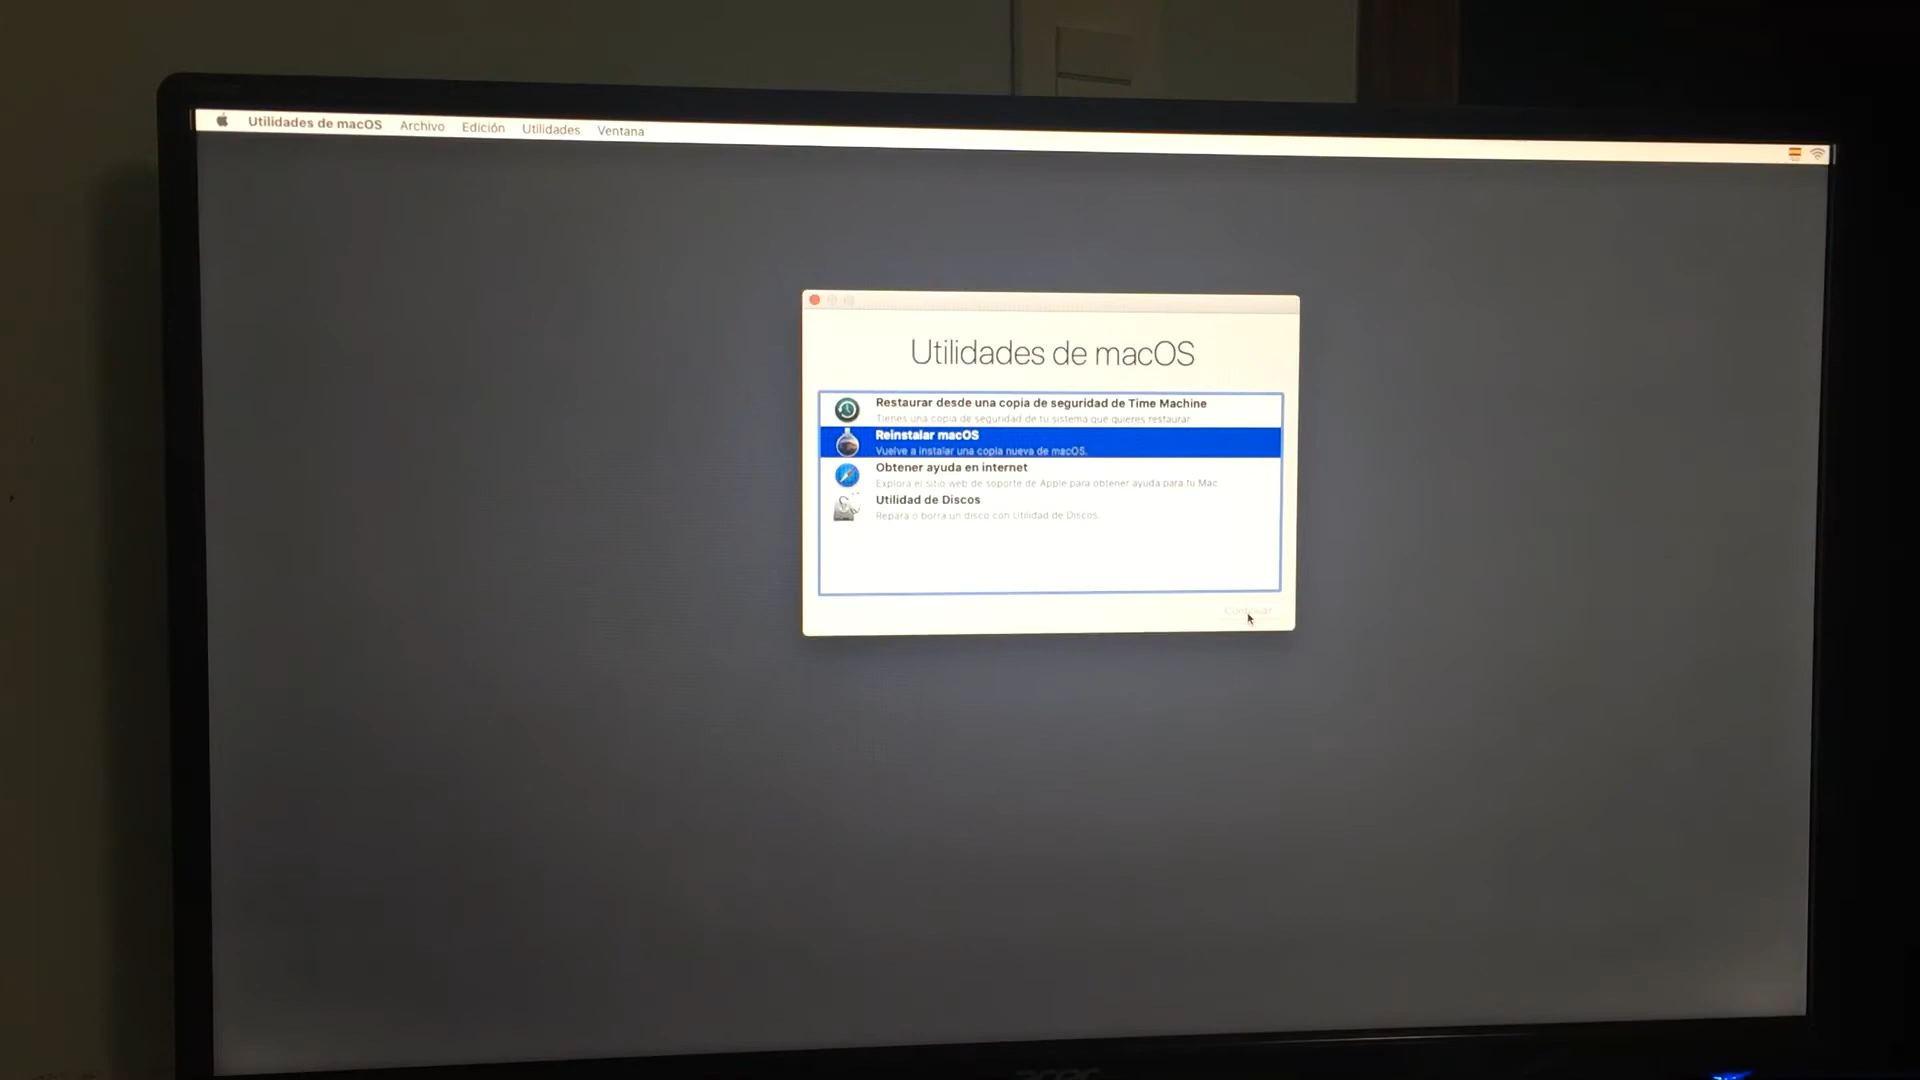 Utilidades de macOS Archivo Edición Utilidades Ventana
Utilidades de macOS
Restaurar desde una copia de seguridad de Time Machine
Tienes una copia de seguridad de tu sistema que quieres restaurar
Reinstalar macOS
Vuelve a instalar una copia nueva de macOS.
Obtener ayuda en internet
Explora el sitio web de soporte de Apple para obtener ayuda para tu Mac.
Utilidad de Discos
Repara o borra un disco con Utilidad de Discos.
Continuar
acer